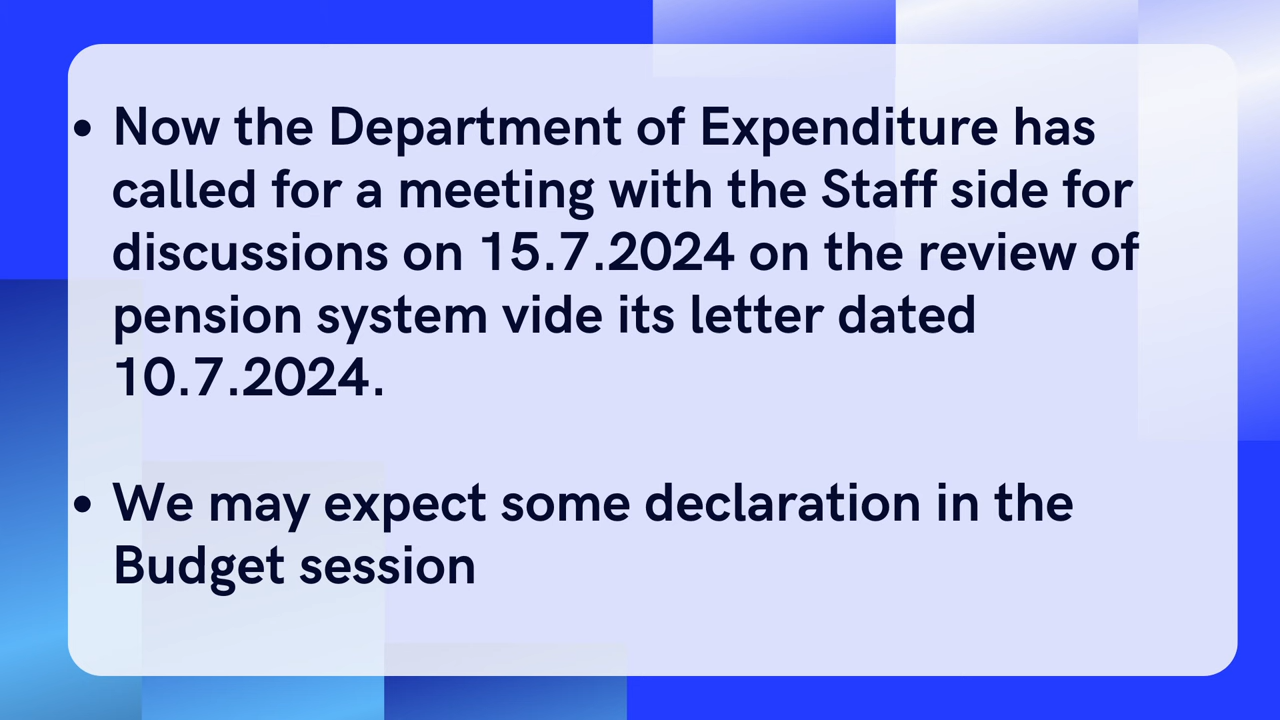 • Now the Department of Expenditure has
called for a meeting with the Staff side for
discussions on 15.7.2024 on the review of
pension system vide its letter dated
10.7.2024.
• We may expect some declaration in the
Budget session